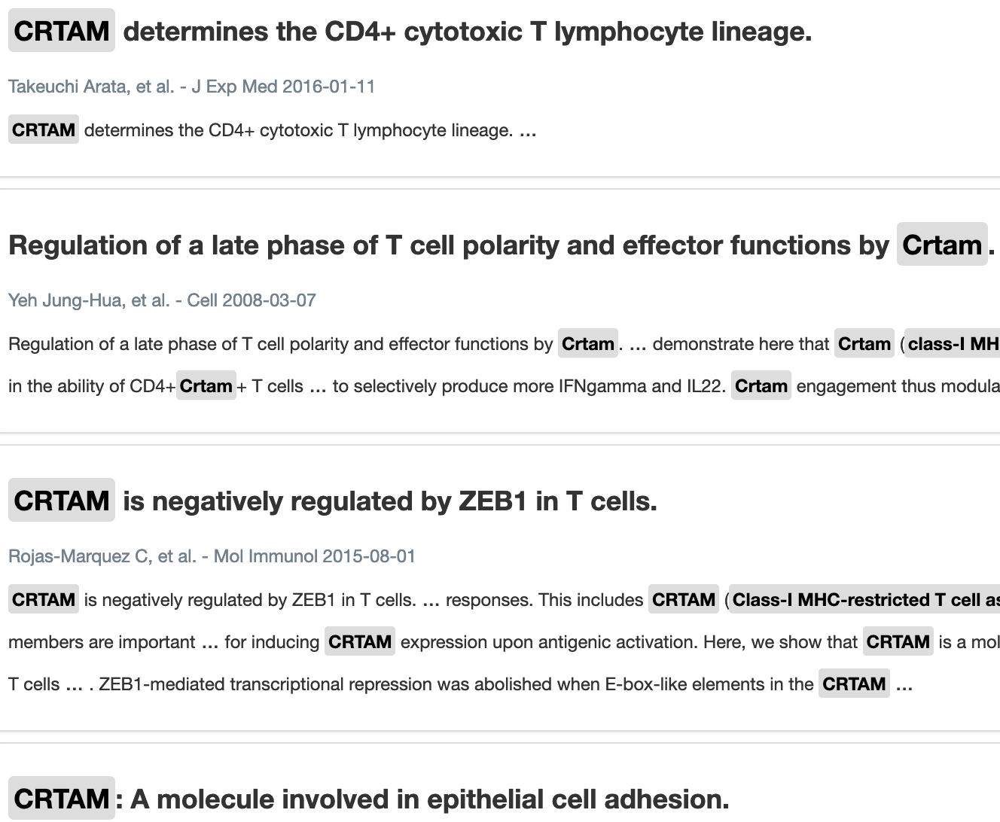 CRTAM determines the CD4+ cytotoxic T lymphocyte lineage.
Takeuchi Arata, et al. - J Exp Med 2016-01-11
CRTAM determines the CD4+ cytotoxic T lymphocyte lineage. ...
Regulation of a late phase of T cell polarity and effector functions by Crtam.
Yeh Jung-Hua, et al. - Cell 2008-03-07
Regulation of a late phase of T cell polarity and effector functions by Crtam. ... demonstrate here that Crtam (class-I MH
in the ability of CD4+Crtam+ T cells ... to selectively produce more IFNgamma and IL22. Crtam engagement thus modula
CRTAM is negatively regulated by ZEB1 in T cells.
Rojas-Marquez C, et al. - Mol Immunol 2015-08-01
CRTAM is negatively regulated by ZEB1 in T cells. ... responses. This includes CRTAM (Class-I MHC-restricted T cell as
members are important ... for inducing CRTAM expression upon antigenic activation. Here, we show that CRTAM is a mol
T cells ... . ZEB1-mediated transcriptional repression was abolished when E-box-like elements in the CRTAM ...
CRTAM: A molecule involved in epithelial cell adhesion.